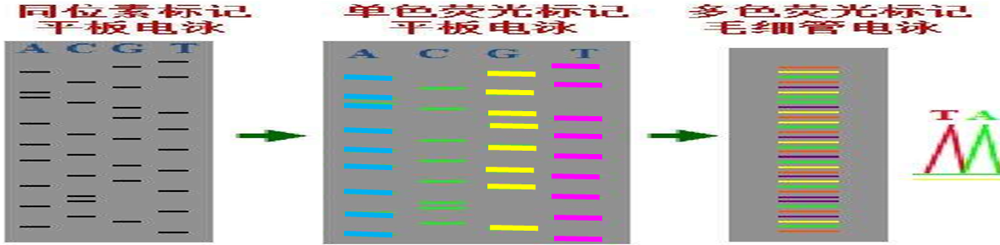 同位素标记
平板电泳
A C G T
单色荧光标记
平板电泳
A C G T
多色荧光标记
毛细管电泳
T A